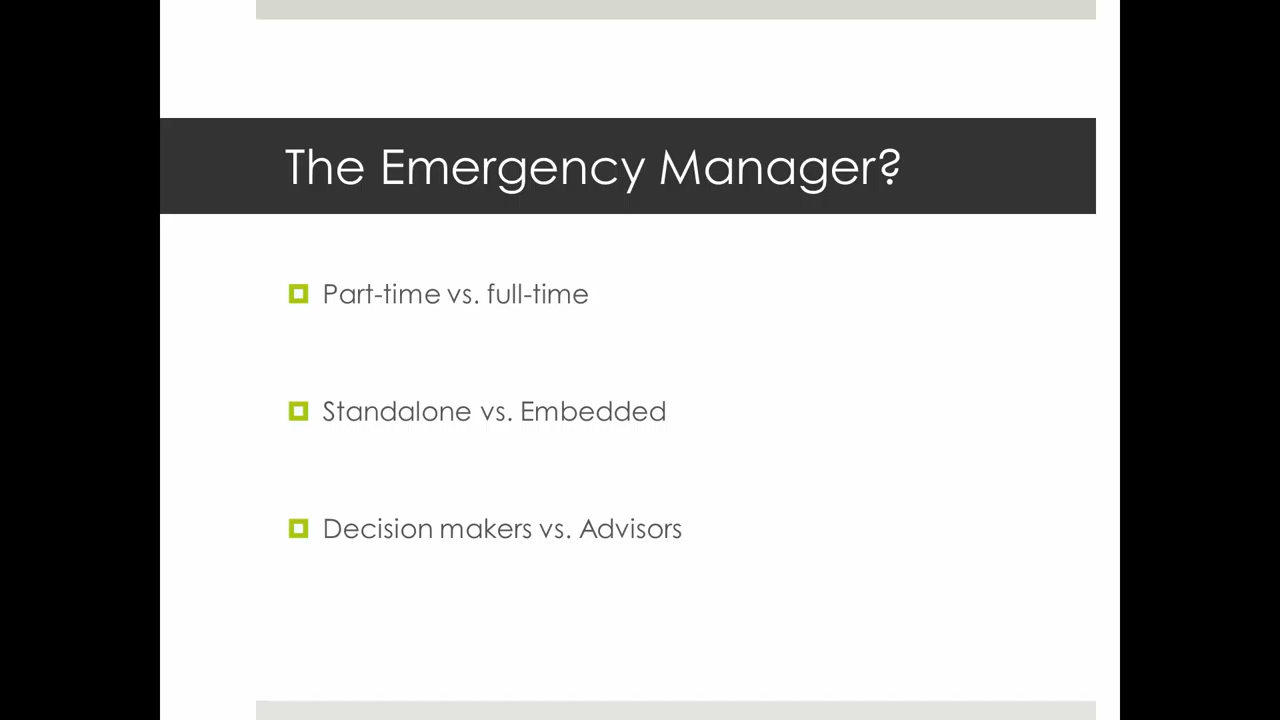 The Emergency Manager?
Part-time vs. full-time
Standalone vs. Embedded
Decision makers vs. Advisors